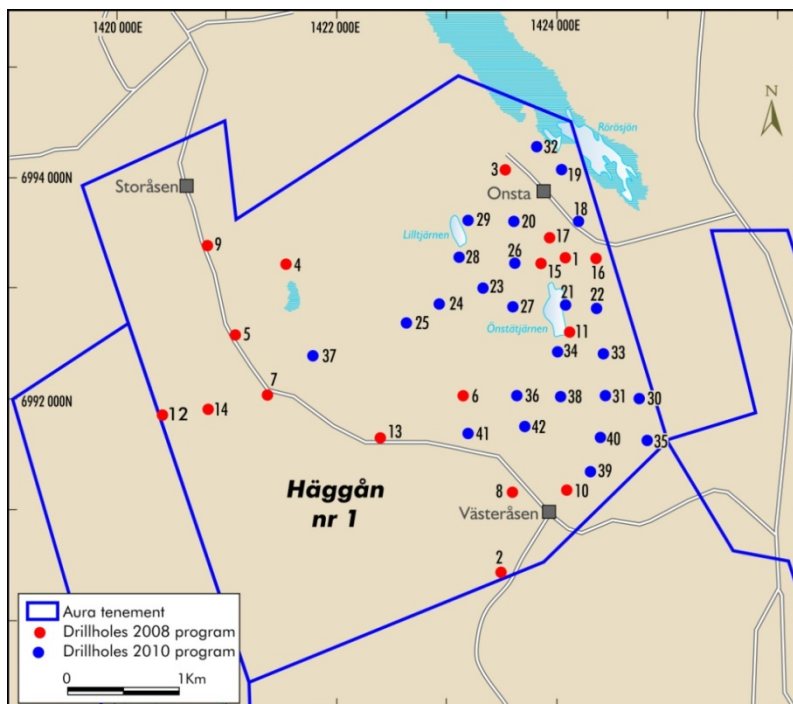 1420 000E
1422 000E
1424 000E
N
Rörösjön
32
3
19
6994 000N
Storåsen
Onsta
18
29
20
Lilltjärnen
17
9
28
26
15
1
16
4
23
24
27
21
22
Önstätjärnen
25
11
5
34
33
37
7
6
36
38
31
30
6992 000N
12
14
13
41
42
40
35
39
Häggån
nr 1
8
10
Västeråsen
2
Aura tenement
Drillholes 2008 program
Drillholes 2010 program
0
1Km